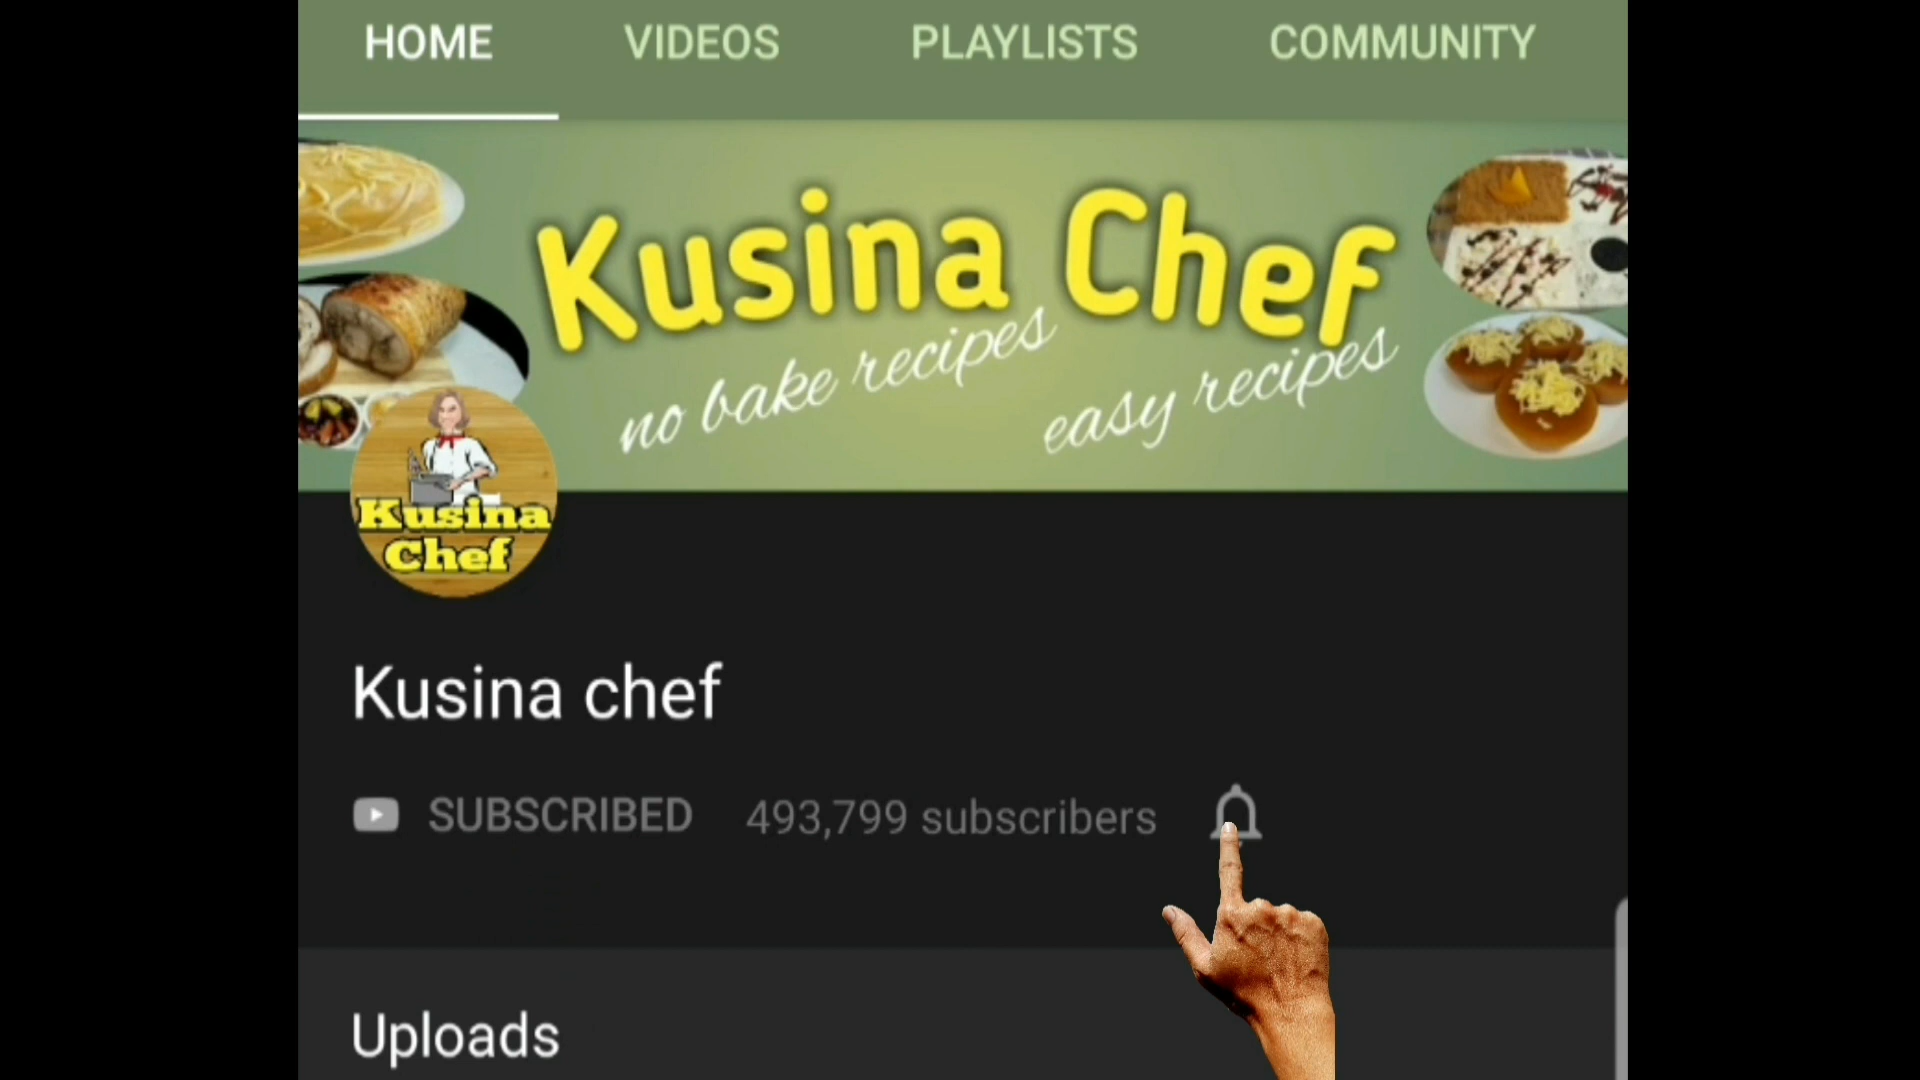 HOME VIDEOS PLAYLISTS COMMUNITY
Kusina Chef
no bake recipes
easy recipes
Kusina
Chef
Kusina chef
SUBSCRIBED 493,799 subscribers
Uploads